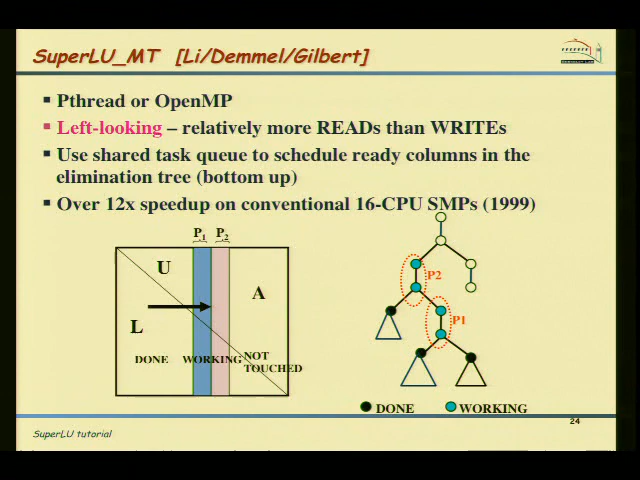 SuperLU_MT [Li/Demmel/Gilbert]
Pthread or OpenMP
Left-looking – relatively more READs than WRITEs
Use shared task queue to schedule ready columns in the
elimination tree (bottom up)
Over 12x speedup on conventional 16-CPU SMPs (1999)
P1 P2
U
A
L
DONE WORKING NOT
TOUCHED
P2
P1
DONE WORKING
24
SuperLU tutorial